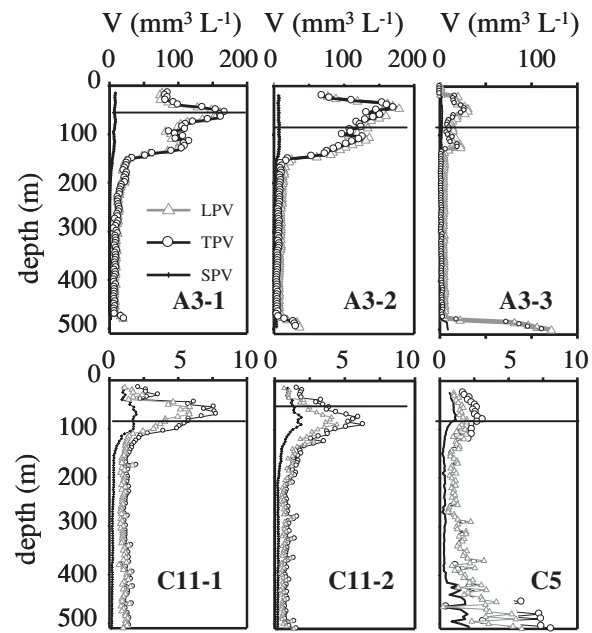 V (mm³ L⁻¹) V (mm³ L⁻¹) V (mm³ L⁻¹)
0 100 200 0 100 200 0 100
0
100
200
300
400
500
depth (m)
LPV
TPV
SPV
A3-1 A3-2 A3-3
0 5 0 5 10 0 5 10
0
100
200
300
400
500
depth (m)
C11-1 C11-2 C5